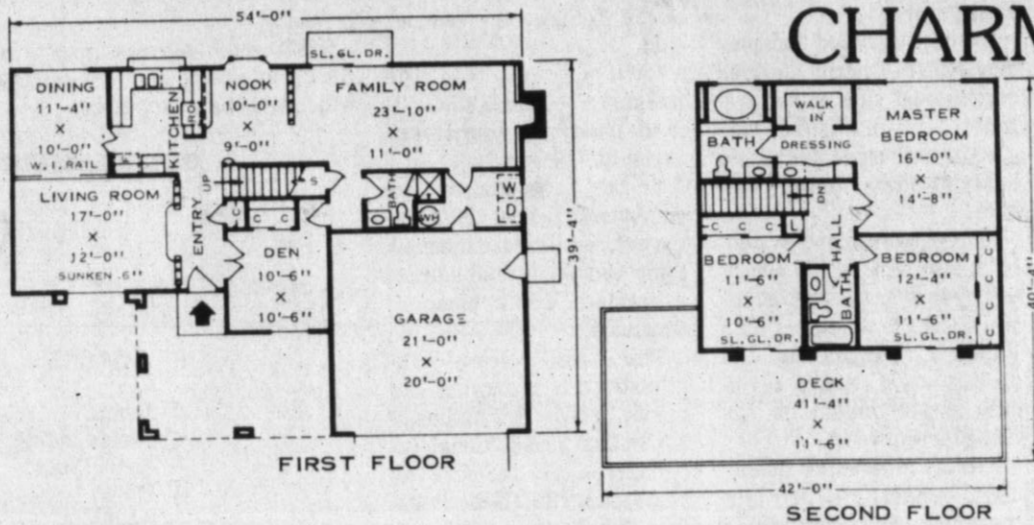 CHARM
54'-0"
SL. GL. DR.
DINING
11'-4"
×
10'-0"
W. I. RAIL
KITCHEN
NOOK
10'-0"
×
9'-0"
FAMILY ROOM
23'-10"
×
11'-0"
LIVING ROOM
17'-0"
×
12'-0"
SUNKEN 6"
UP
ENTRY
C
C C
S
BATH
WH
W
D
DEN
10'-6"
×
10'-6"
GARAGE
21'-0"
×
20'-0"
39'-4"
FIRST FLOOR
BATH
WALK
IN
DRESSING
MASTER
BEDROOM
16'-0"
×
14'-8"
DN
C C C
L
HALL
BEDROOM
11'-6"
×
10'-6"
SL. GL. DR.
BATH
BEDROOM
12'-4"
×
11'-6"
SL. GL. DR.
C
C
C
DECK
41'-4"
×
11'-6"
42'-0"
SECOND FLOOR